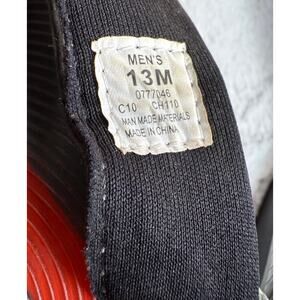 MEN'S
13M
0777046
C10 CH110
MAN MADE MATERIALS
MADE IN CHINA